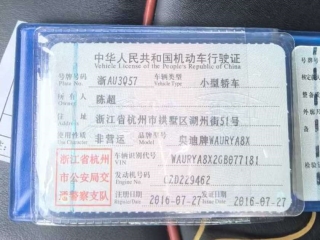 中华人民共和国机动车行驶证
Vehicle License of the People's Republic of China
号牌号码 浙AU3Q57 车辆类型 Vehicle Type 小型轿车
所有人 陈超
浙江省杭州市拱墅区湖州街51号
使用性质 非营运 品牌型号 奥迪牌WAURYA8X
浙江省杭州市公安局交通警察支队
车辆识别代号 VIN WAURYA8X2GB077181
发动机号码 Engine No. CZD229462
注册日期 2016-07-27 发证日期 2016-07-27